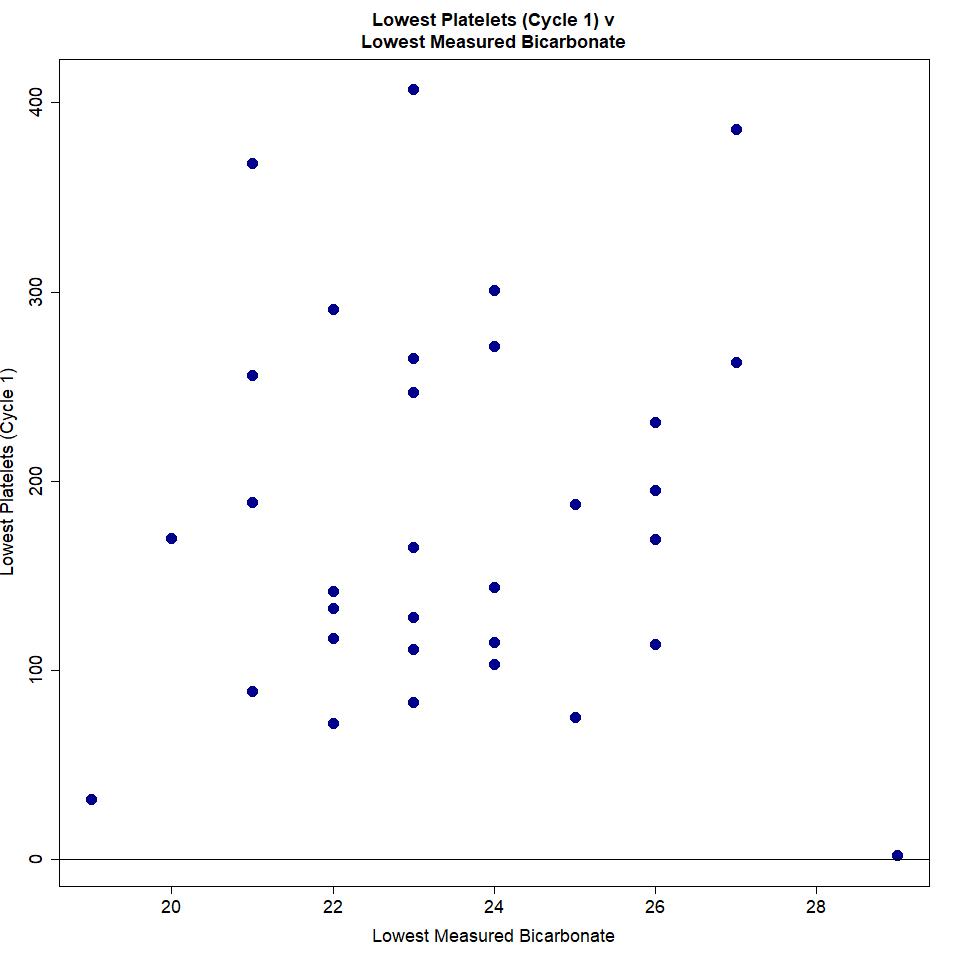 Lowest Platelets (Cycle 1) v
Lowest Measured Bicarbonate
Lowest Platelets (Cycle 1)
400
300
200
100
0
20 22 24 26 28
Lowest Measured Bicarbonate